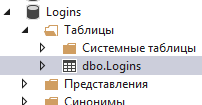 Logins
Таблицы
Системные таблицы
dbo.Logins
Представления
Синонимы